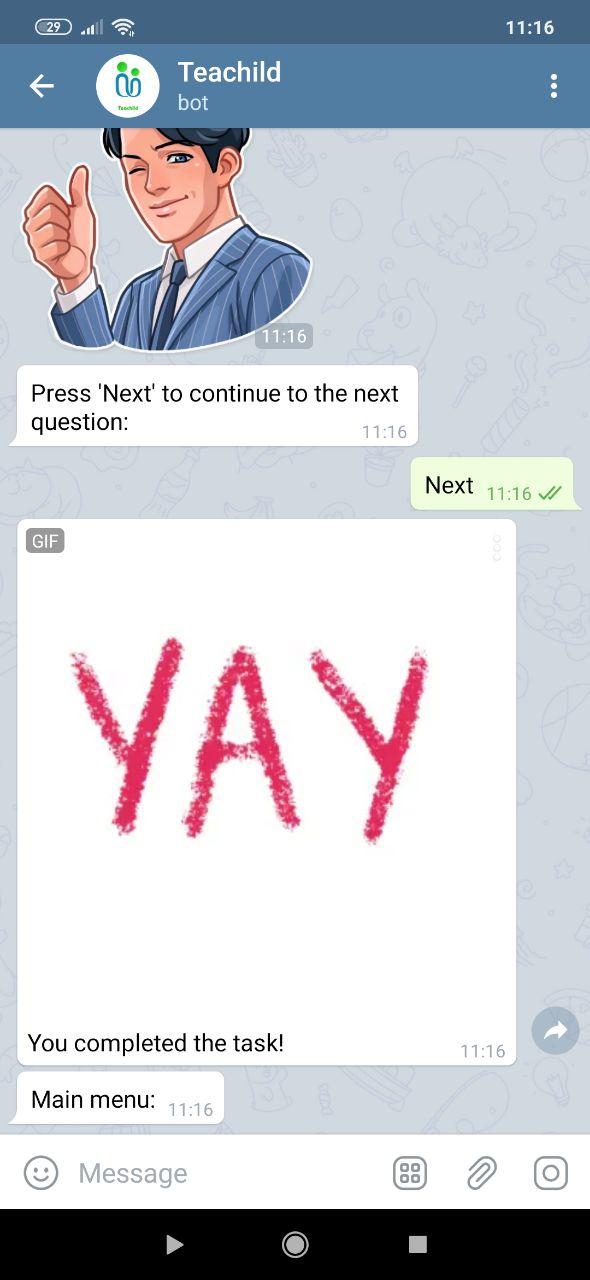 29
11:16
Teachild
Teachild
bot
11:16
Press 'Next' to continue to the next
question:
11:16
Next 11:16
GIF
YAY
You completed the task!
11:16
Main menu: 11:16
Message